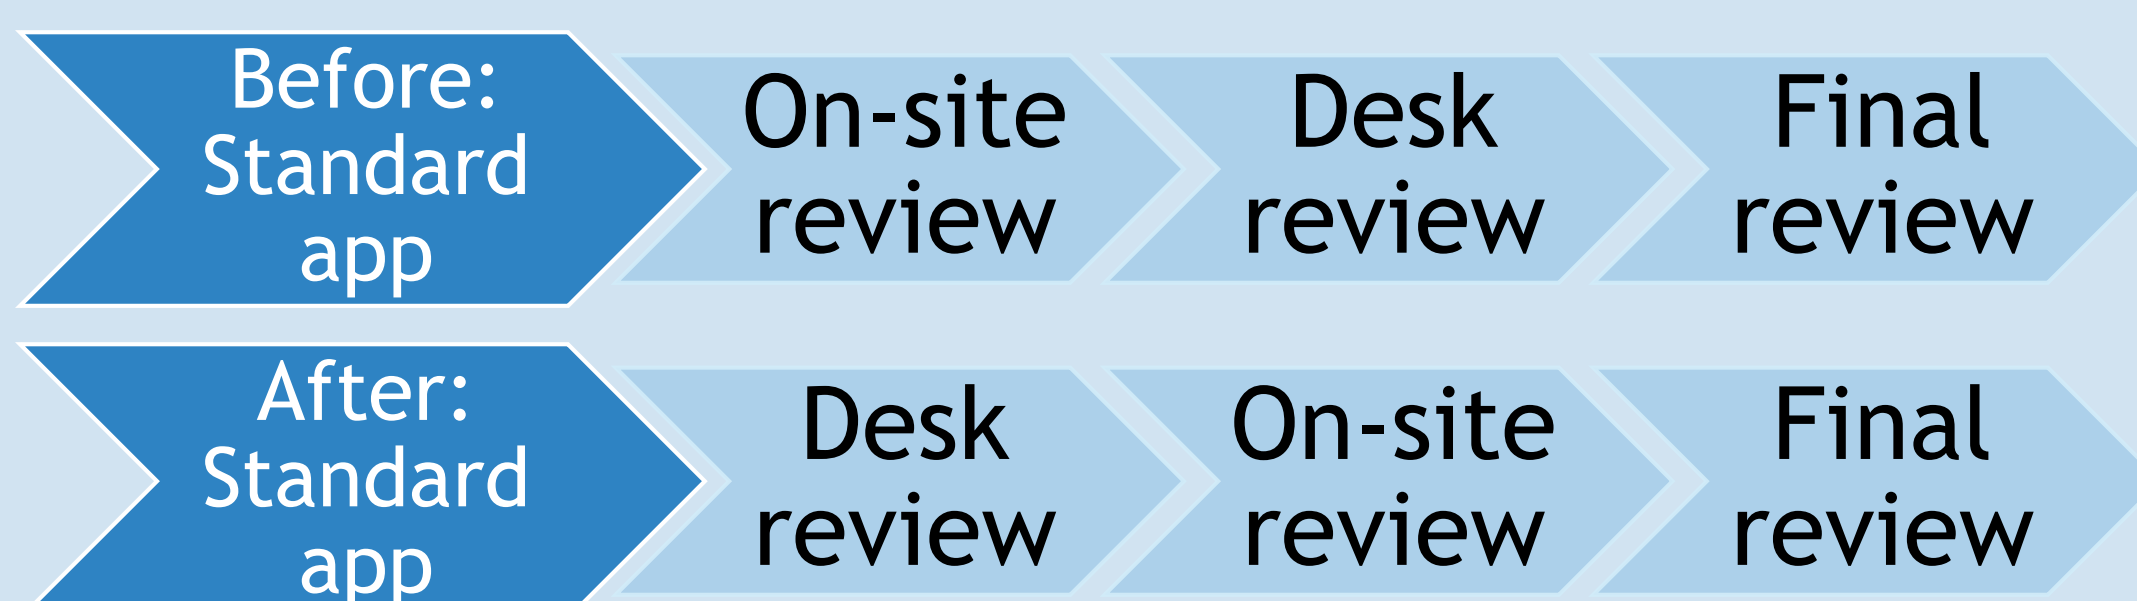 Before:
Standard
app
On-site
review
Desk
review
Final
review
After:
Standard
app
Desk
review
On-site
review
Final
review